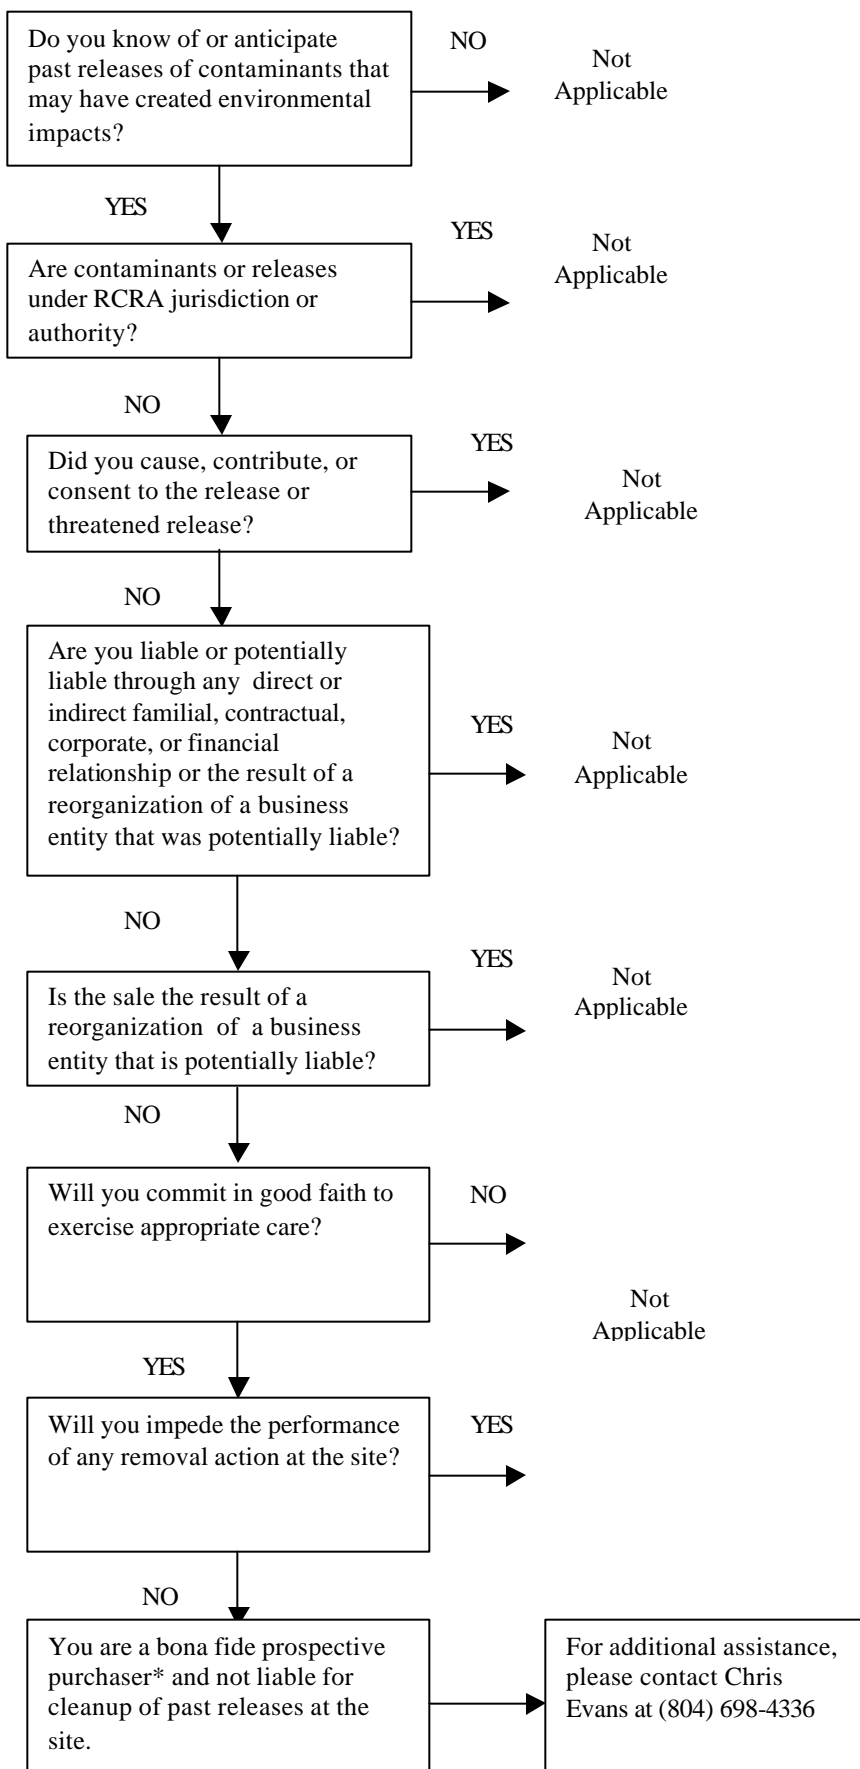 Do you know of or anticipate
past releases of contaminants that
may have created environmental
impacts?
NO
Not
Applicable
YES
Are contaminants or releases
under RCRA jurisdiction or
authority?
YES
Not
Applicable
NO
Did you cause, contribute, or
consent to the release or
threatened release?
YES
Not
Applicable
NO
Are you liable or potentially
liable through any direct or
indirect familial, contractual,
corporate, or financial
relationship or the result of a
reorganization of a business
entity that was potentially liable?
YES
Not
Applicable
NO
Is the sale the result of a
reorganization of a business
entity that is potentially liable?
YES
Not
Applicable
NO
Will you commit in good faith to
exercise appropriate care?
NO
Not
Applicable
YES
Will you impede the performance
of any removal action at the site?
YES
NO
You are a bona fide prospective
purchaser* and not liable for
cleanup of past releases at the
site.
For additional assistance,
please contact Chris
Evans at (804) 698-4336